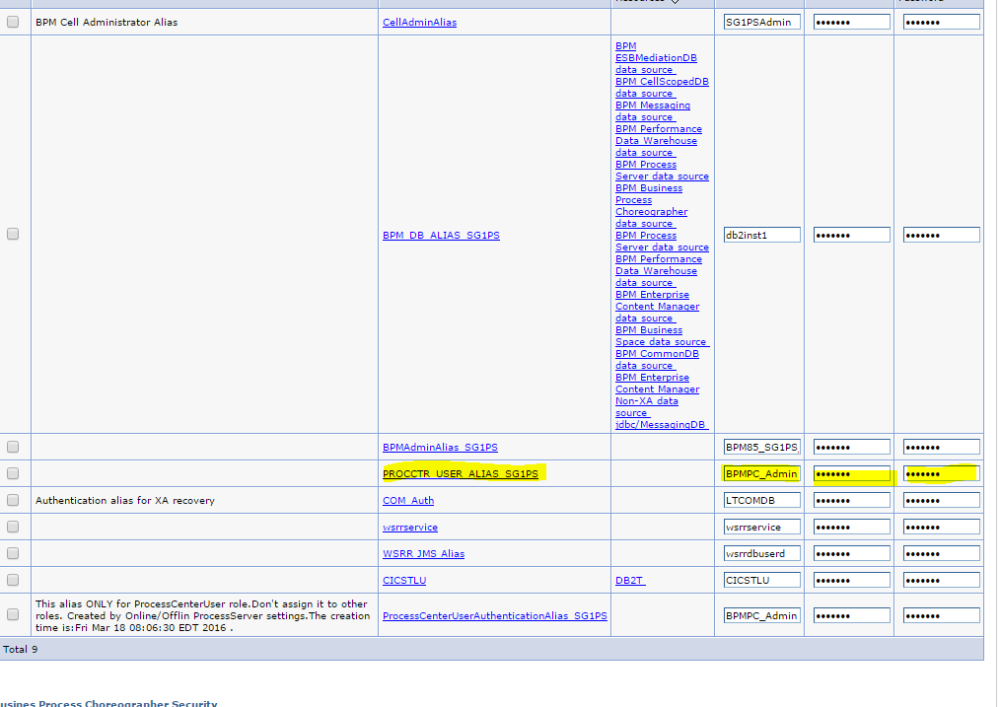 BPM Cell Administrator Alias CellAdminAlias SG1PSAdmin ••••••• •••••••
BPM
ESBMediationDB
data source
BPM CellScopedDB
data source
BPM Messaging
data source
BPM Performance
Data Warehouse
data source
BPM Process
Server data source
BPM Business
Process
Choreographer
data source
BPM_DB_ALIAS_SG1PS BPM Process db2inst1 ••••••• •••••••
Server data source
BPM Performance
Data Warehouse
data source
BPM Enterprise
Content Manager
data source
BPM Business
Space data source
BPM CommonDB
data source
BPM Enterprise
Content Manager
Non-XA data
source
jdbc/MessagingDB
BPMAdminAlias_SG1PS BPM85_SG1PS_ ••••••• •••••••
PROCCTR_USER_ALIAS_SG1PS BPMPC_Admin ••••••• •••••••
Authentication alias for XA recovery COM_Auth LTCOMDB ••••••• •••••••
wsrrservice wsrrservice ••••••• •••••••
WSRR_JMS_Alias wsrrdbuserd ••••••• •••••••
CICSTLU DB2T CICSTLU ••••••• •••••••
This alias ONLY for ProcessCenterUser role.Don't assign it to other
roles. Created by Online/Offlin ProcessServer settings.The creation
time is:Fri Mar 18 08:06:30 EDT 2016 .
ProcessCenterUserAuthenticationAlias_SG1PS BPMPC_Admin ••••••• •••••••
Total 9
usines Process Choreographer Security